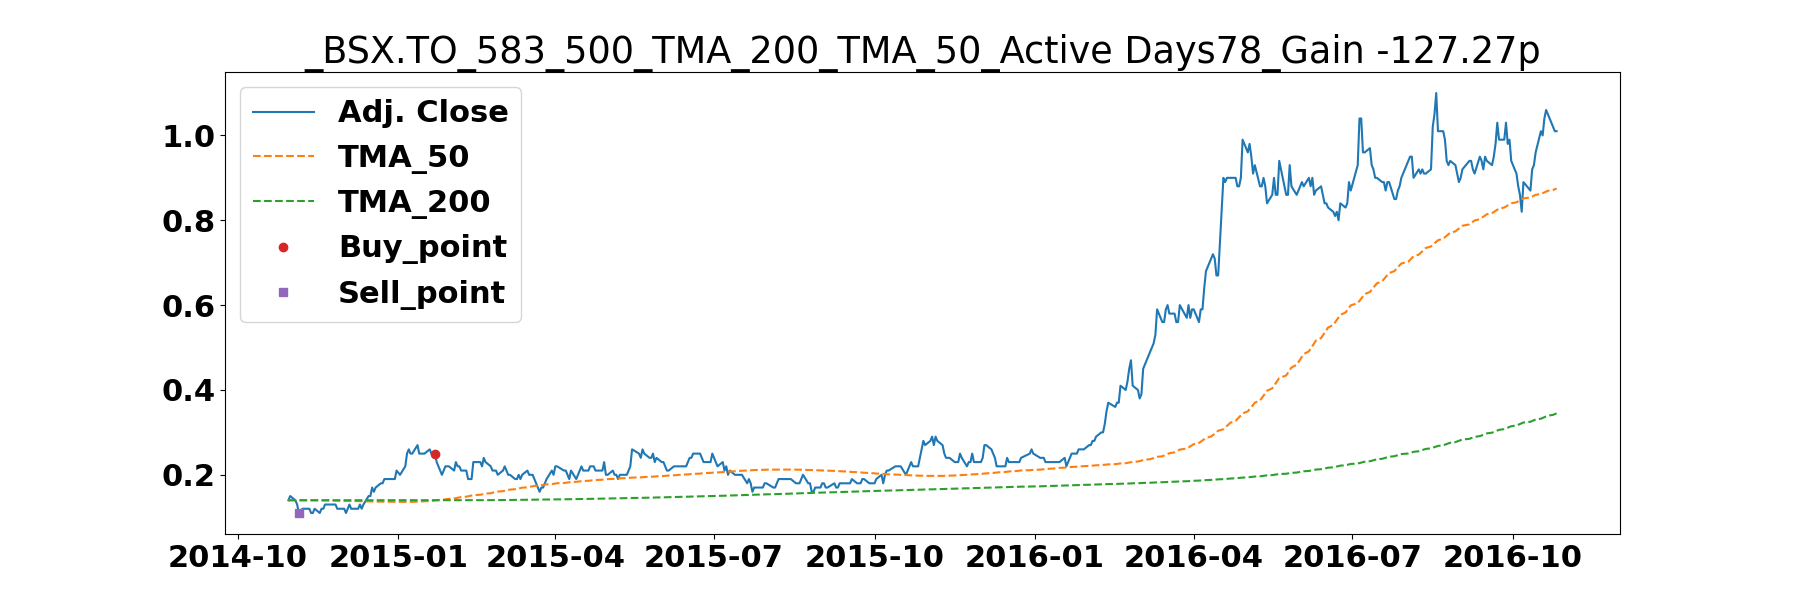 _BSX.TO_583_500_TMA_200_TMA_50_Active Days78_Gain -127.27p
Adj. Close
TMA_50
TMA_200
Buy_point
Sell_point
1.0
0.8
0.6
0.4
0.2
2014-10 2015-01 2015-04 2015-07 2015-10 2016-01 2016-04 2016-07 2016-10